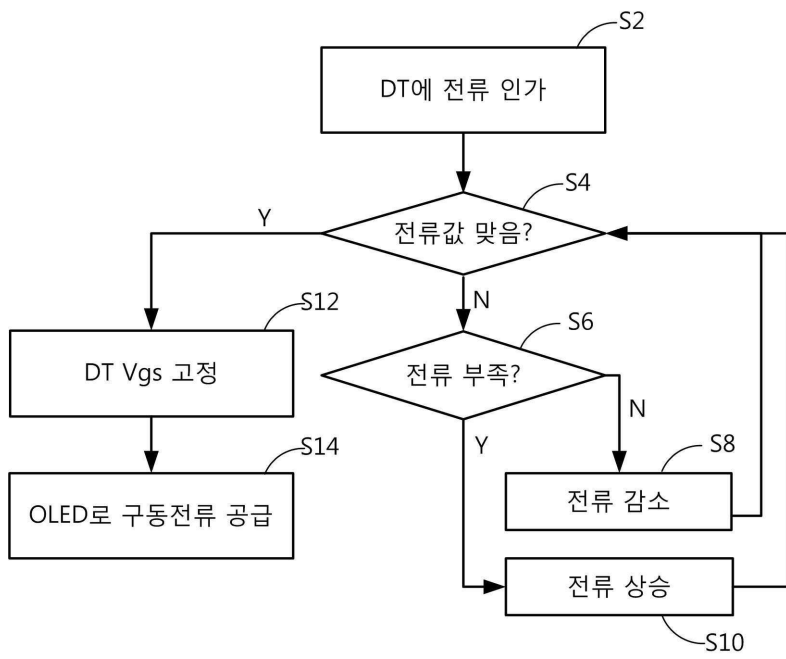 S2
DT에 전류 인가
S4
전류값 맞음?
Y
N
S12
DT Vgs 고정
S6
전류 부족?
N
Y
S14
OLED로 구동전류 공급
S8
전류 감소
전류 상승
S10